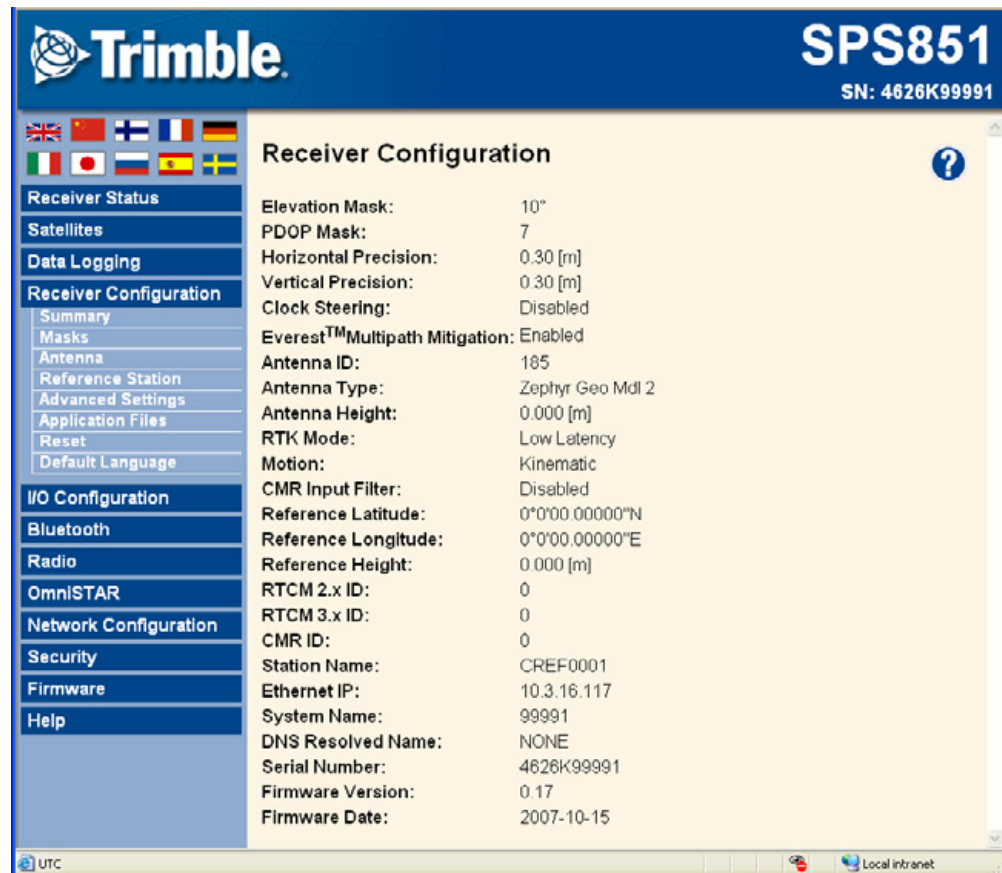 Trimble.
SPS851
SN: 4626K99991
Receiver Status
Satellites
Data Logging
Receiver Configuration
Summary
Masks
Antenna
Reference Station
Advanced Settings
Application Files
Reset
Default Language
I/O Configuration
Bluetooth
Radio
OmniSTAR
Network Configuration
Security
Firmware
Help
Receiver Configuration
?
Elevation Mask: 10°
PDOP Mask: 7
Horizontal Precision: 0.30 [m]
Vertical Precision: 0.30 [m]
Clock Steering: Disabled
Everest™Multipath Mitigation: Enabled
Antenna ID: 185
Antenna Type: Zephyr Geo Mdl 2
Antenna Height: 0.000 [m]
RTK Mode: Low Latency
Motion: Kinematic
CMR Input Filter: Disabled
Reference Latitude: 0°0'00.00000"N
Reference Longitude: 0°0'00.00000"E
Reference Height: 0.000 [m]
RTCM 2.x ID: 0
RTCM 3.x ID: 0
CMR ID: 0
Station Name: CREF0001
Ethernet IP: 10.3.16.117
System Name: 99991
DNS Resolved Name: NONE
Serial Number: 4626K99991
Firmware Version: 0.17
Firmware Date: 2007-10-15
UTC
Local intranet